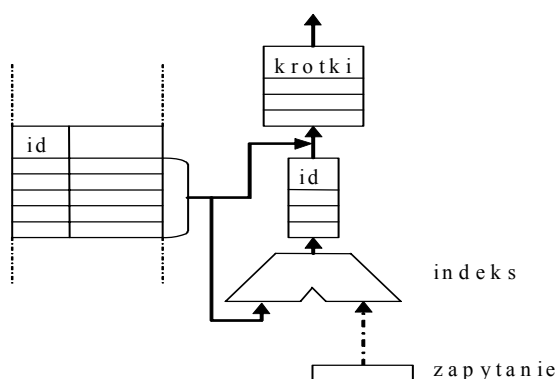 krotki
id
id
indeks
zapytanie